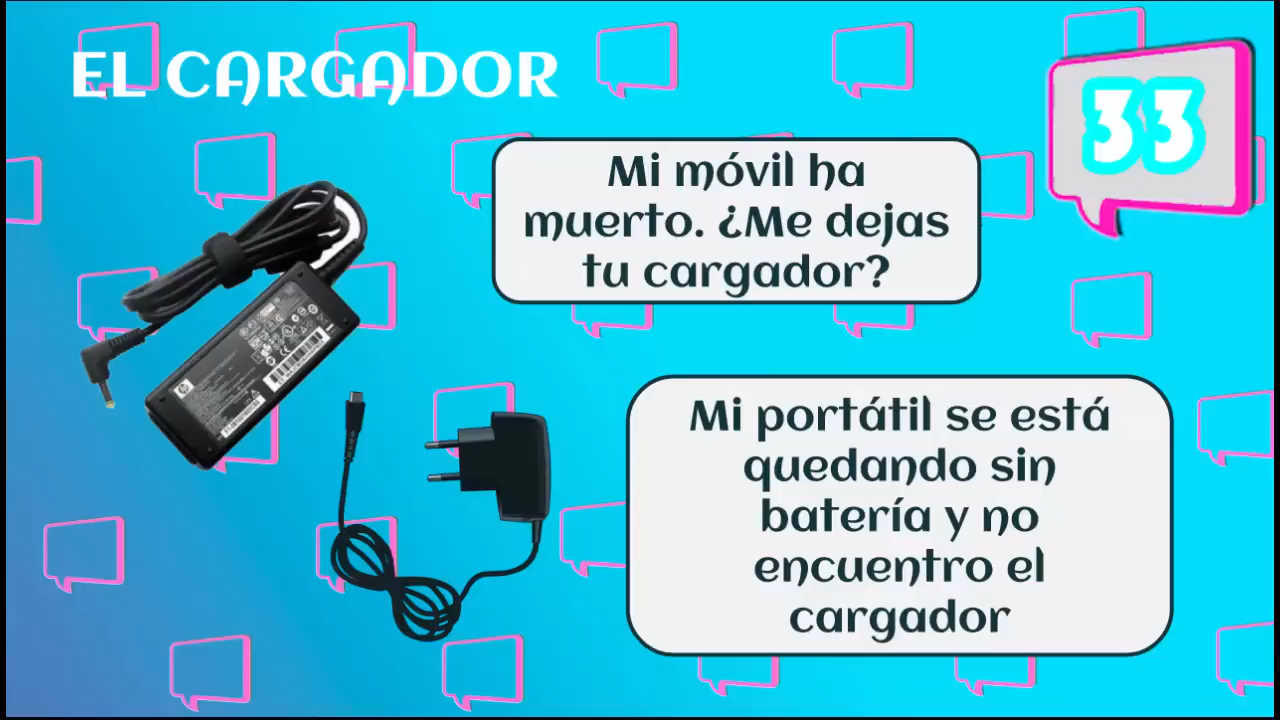 EL CARGADOR
33
Mi móvil ha
muerto. ¿Me dejas
tu cargador?
hp
Mi portátil se está
quedando sin
batería y no
encuentro el
cargador